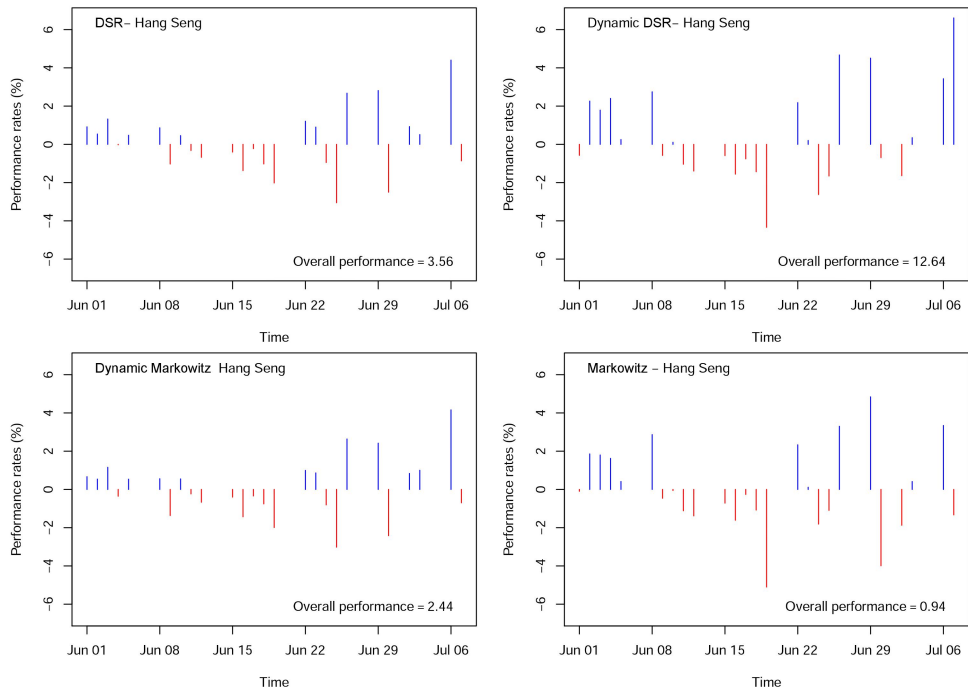 DSR– Hang Seng
Performance rates (%)
6
4
2
0
−2
−4
−6
Overall performance = 3.56
Jun 01 Jun 08 Jun 15 Jun 22 Jun 29 Jul 06
Time
Dynamic DSR– Hang Seng
Performance rates (%)
6
4
2
0
−2
−4
−6
Overall performance = 12.64
Jun 01 Jun 08 Jun 15 Jun 22 Jun 29 Jul 06
Time
Dynamic Markowitz Hang Seng
Performance rates (%)
6
4
2
0
−2
−4
−6
Overall performance = 2.44
Jun 01 Jun 08 Jun 15 Jun 22 Jun 29 Jul 06
Time
Markowitz – Hang Seng
Performance rates (%)
6
4
2
0
−2
−4
−6
Overall performance = 0.94
Jun 01 Jun 08 Jun 15 Jun 22 Jun 29 Jul 06
Time